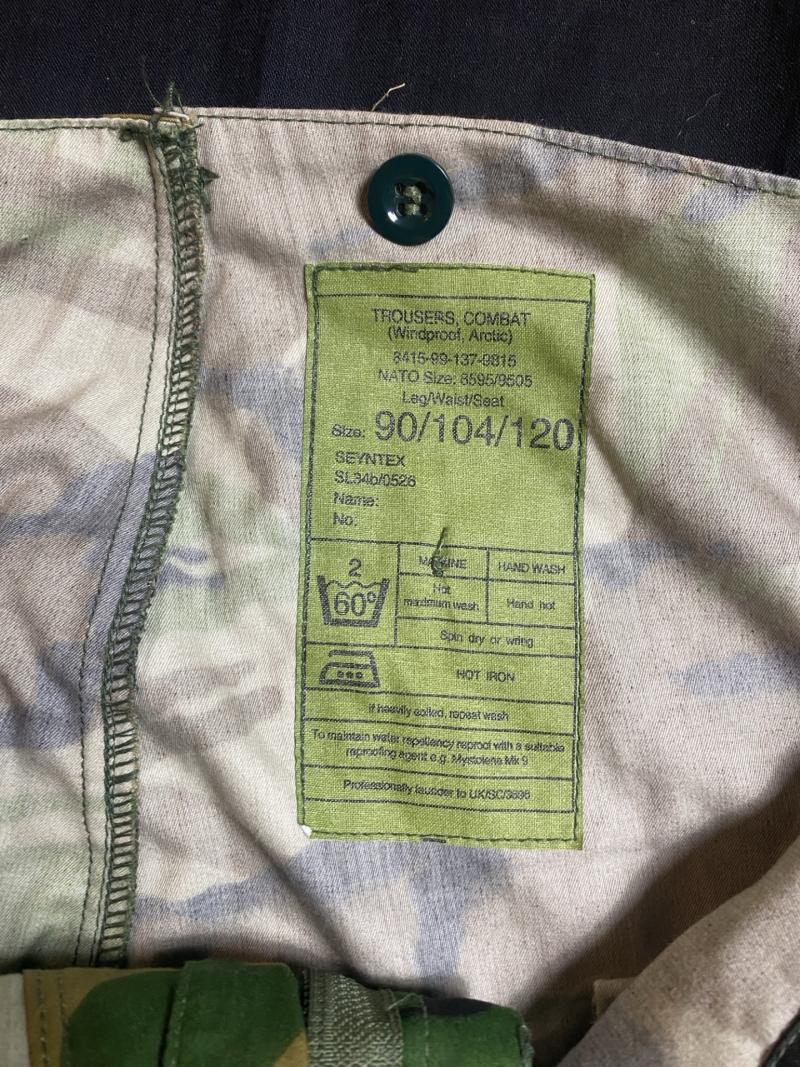 TROUSERS, COMBAT
(Windproof, Arctic)
8415-99-137-9815
NATO Size: 8595/9505
Leg/Waist/Seat
Size: 90/104/120
SEYNTEX
SL34b/0526
Name:
No:
2
60°
MACHINE
HAND WASH
Hot
maximum wash
Hand hot
Spin dry or wring
HOT IRON
If heavily soiled, repeat wash
To maintain water repellency reproof with a suitable
reproofing agent e.g. Mystolene Mk 9
Professionally launder to UK/SC/3696